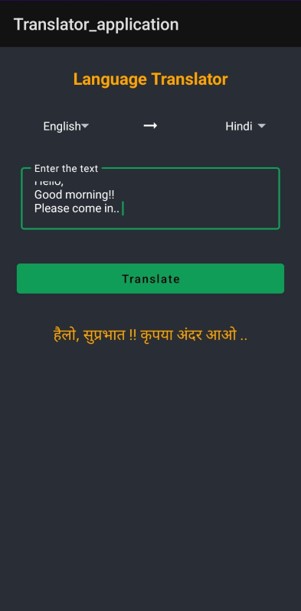 Translator_application
Language Translator
English → Hindi
Enter the text
Hello,
Good morning!!
Please come in..
Translate
हैलो, सुप्रभात !! कृपया अंदर आओ ..